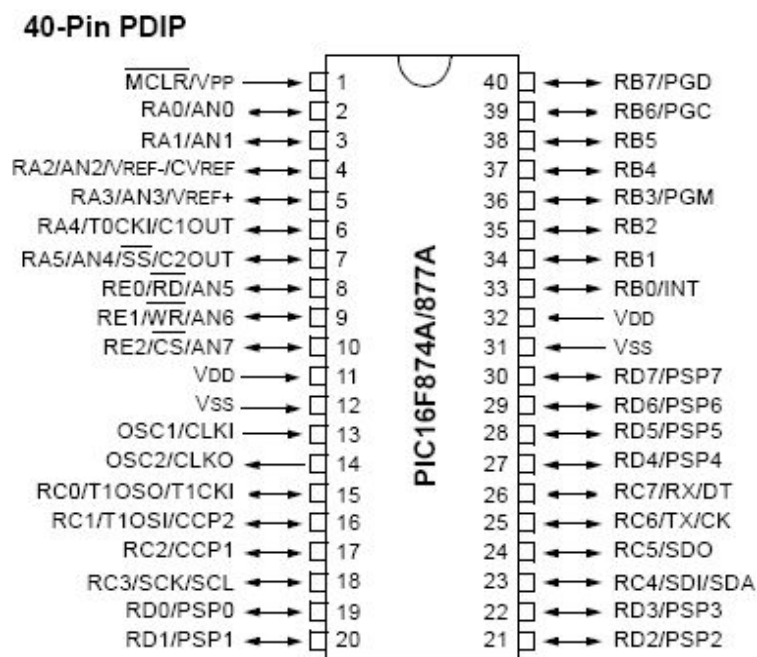 40-Pin PDIP
MCLR/VPP 1 40 RB7/PGD
RA0/AN0 2 39 RB6/PGC
RA1/AN1 3 38 RB5
RA2/AN2/VREF-/CVREF 4 37 RB4
RA3/AN3/VREF+ 5 36 RB3/PGM
RA4/T0CKI/C1OUT 6 35 RB2
RA5/AN4/SS/C2OUT 7 34 RB1
RE0/RD/AN5 8 33 RB0/INT
RE1/WR/AN6 9 32 VDD
RE2/CS/AN7 10 31 VSS
VDD 11 30 RD7/PSP7
VSS 12 29 RD6/PSP6
OSC1/CLKI 13 28 RD5/PSP5
OSC2/CLKO 14 27 RD4/PSP4
RC0/T1OSO/T1CKI 15 26 RC7/RX/DT
RC1/T1OSI/CCP2 16 25 RC6/TX/CK
RC2/CCP1 17 24 RC5/SDO
RC3/SCK/SCL 18 23 RC4/SDI/SDA
RD0/PSP0 19 22 RD3/PSP3
RD1/PSP1 20 21 RD2/PSP2
PIC16F874A/877A